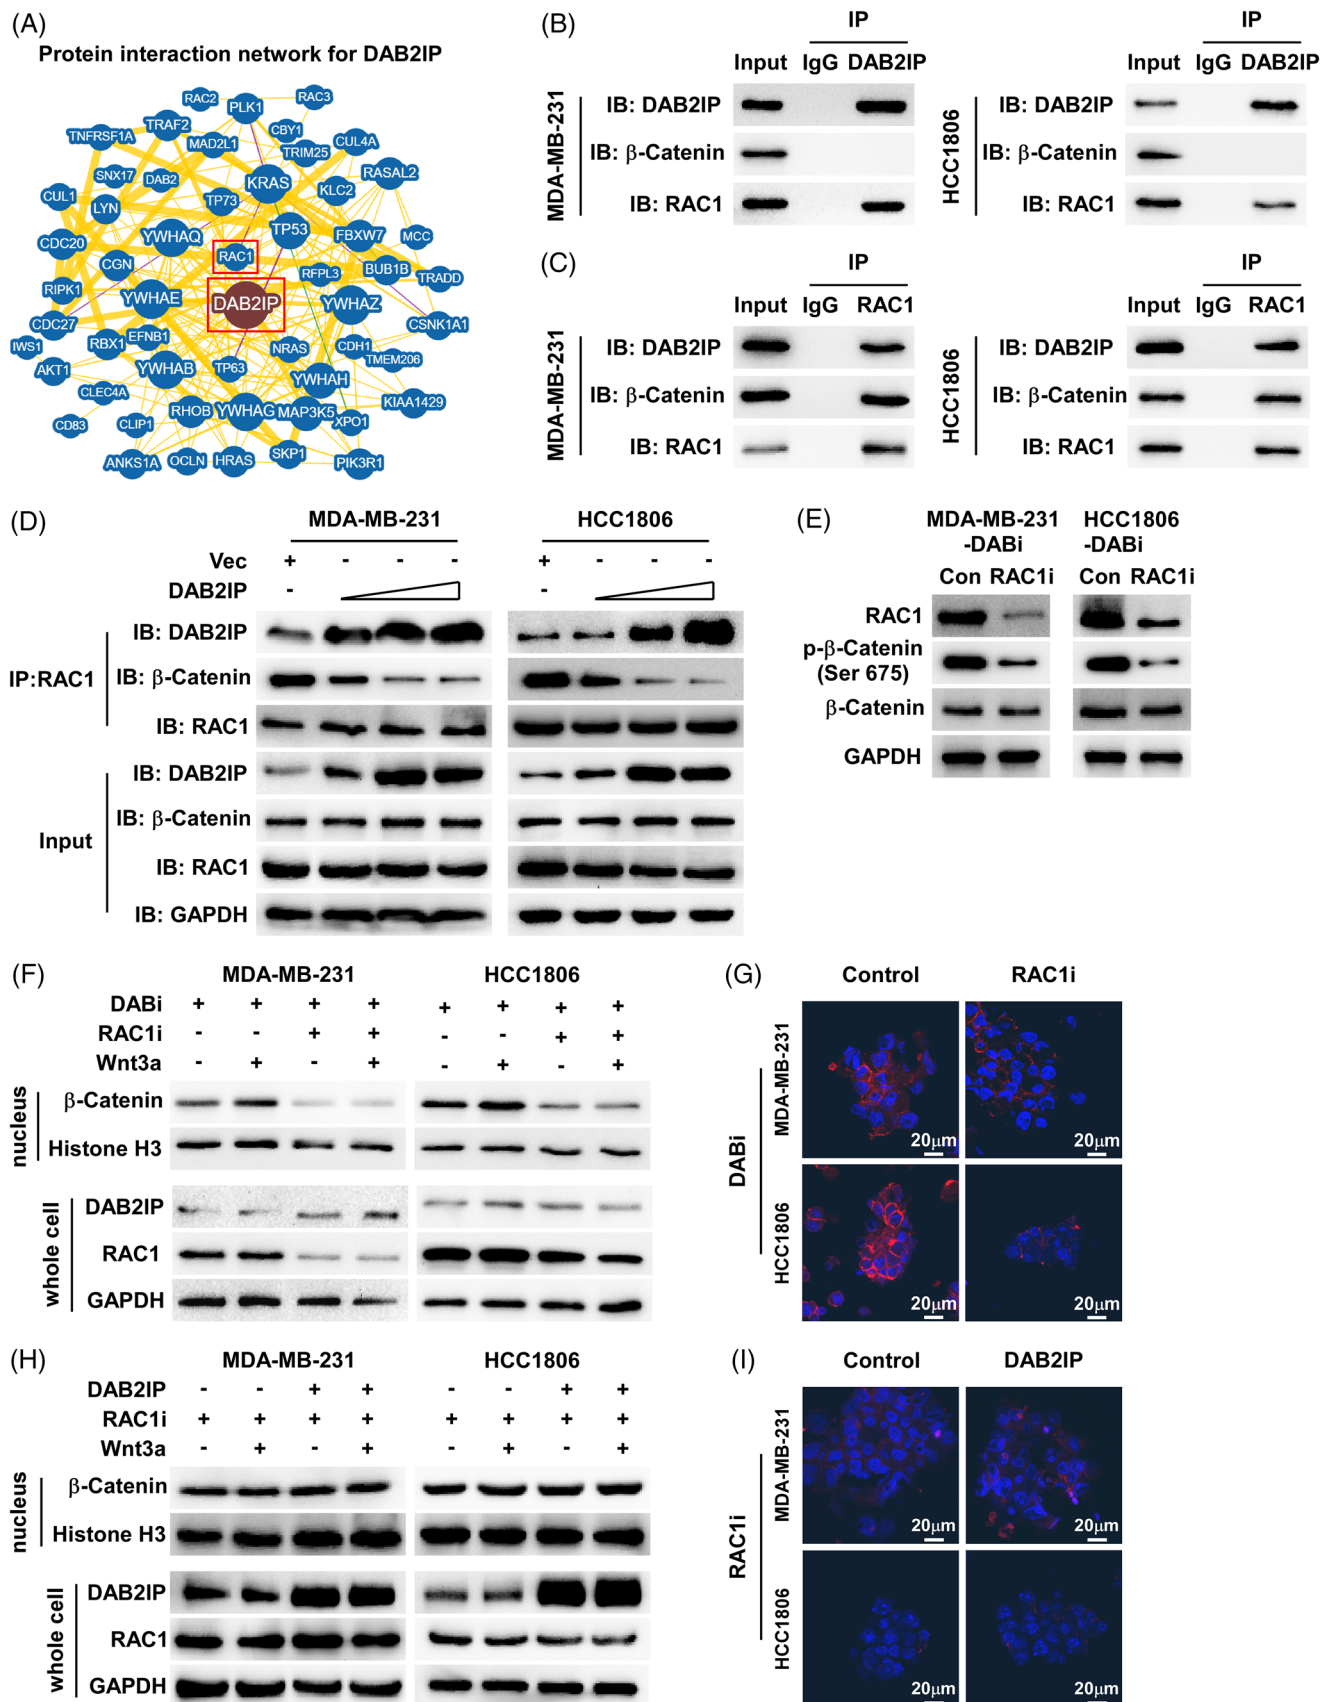 (A)
Protein interaction network for DAB2IP
RAC2
PLK1
RAC3
TNFRSF1A
TRAF2
MAD2L1
CBY1
TRIM25
CUL4A
SNX17
DAB2
KRAS
KLC2
RASAL2
CUL1
LYN
TP73
TP53
FBXW7
MCC
CDC20
YWHAQ
RAC1
CGN
RFPL3
BUB1B
TRADD
RIPK1
YWHAE
DAB2IP
YWHAZ
CDC27
CSNK1A1
IWS1
RBX1
EFNB1
NRAS
CDH1
TMEM206
AKT1
YWHAB
TP63
YWHAH
CLEC4A
KIAA1429
CD83
CLIP1
RHOB
YWHAG
MAP3K5
XPO1
ANKS1A
OCLN
HRAS
SKP1
PIK3R1
(B)
IP
Input IgG DAB2IP
MDA-MB-231
IB: DAB2IP
IB: β-Catenin
IB: RAC1
IP
Input IgG DAB2IP
HCC1806
IB: DAB2IP
IB: β-Catenin
IB: RAC1
(C)
IP
Input IgG RAC1
MDA-MB-231
IB: DAB2IP
IB: β-Catenin
IB: RAC1
IP
Input IgG RAC1
HCC1806
IB: DAB2IP
IB: β-Catenin
IB: RAC1
(D)
MDA-MB-231 HCC1806
Vec + - - - + - - -
DAB2IP - -
IP:RAC1
IB: DAB2IP
IB: β-Catenin
IB: RAC1
Input
IB: DAB2IP
IB: β-Catenin
IB: RAC1
IB: GAPDH
(E)
MDA-MB-231 HCC1806
-DABi -DABi
Con RAC1i Con RAC1i
RAC1
p-β-Catenin
(Ser 675)
β-Catenin
GAPDH
(F)
MDA-MB-231 HCC1806
DABi + + + + + + + +
RAC1i - - + + - - + +
Wnt3a - + - + - + - +
nucleus
β-Catenin
Histone H3
whole cell
DAB2IP
RAC1
GAPDH
(G)
Control RAC1i
DABi
MDA-MB-231
20μm 20μm
HCC1806
20μm 20μm
(H)
MDA-MB-231 HCC1806
DAB2IP - - + + - - + +
RAC1i + + + + + + + +
Wnt3a - + - + - + - +
nucleus
β-Catenin
Histone H3
whole cell
DAB2IP
RAC1
GAPDH
(I)
Control DAB2IP
RAC1i
MDA-MB-231
20μm 20μm
HCC1806
20μm 20μm